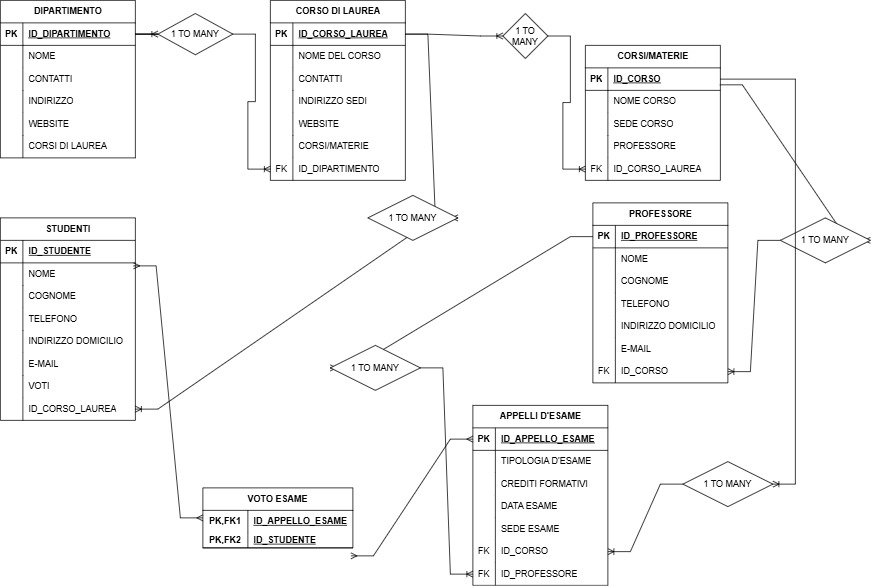 DIPARTIMENTO
PK ID_DIPARTIMENTO
NOME
CONTATTI
INDIRIZZO
WEBSITE
CORSI DI LAUREA
1 TO MANY
CORSO DI LAUREA
PK ID_CORSO_LAUREA
NOME DEL CORSO
CONTATTI
INDIRIZZO SEDI
WEBSITE
CORSI/MATERIE
FK ID_DIPARTIMENTO
1 TO
MANY
CORSI/MATERIE
PK ID_CORSO
NOME CORSO
SEDE CORSO
PROFESSORE
FK ID_CORSO_LAUREA
1 TO MANY
STUDENTI
PK ID_STUDENTE
NOME
COGNOME
TELEFONO
INDIRIZZO DOMICILIO
E-MAIL
VOTI
ID_CORSO_LAUREA
PROFESSORE
PK ID_PROFESSORE
NOME
COGNOME
TELEFONO
INDIRIZZO DOMICILIO
E-MAIL
FK ID_CORSO
1 TO MANY
1 TO MANY
APPELLI D'ESAME
PK ID_APPELLO_ESAME
TIPOLOGIA D'ESAME
CREDITI FORMATIVI
DATA ESAME
SEDE ESAME
FK ID_CORSO
FK ID_PROFESSORE
1 TO MANY
VOTO ESAME
PK,FK1 ID_APPELLO_ESAME
PK,FK2 ID_STUDENTE